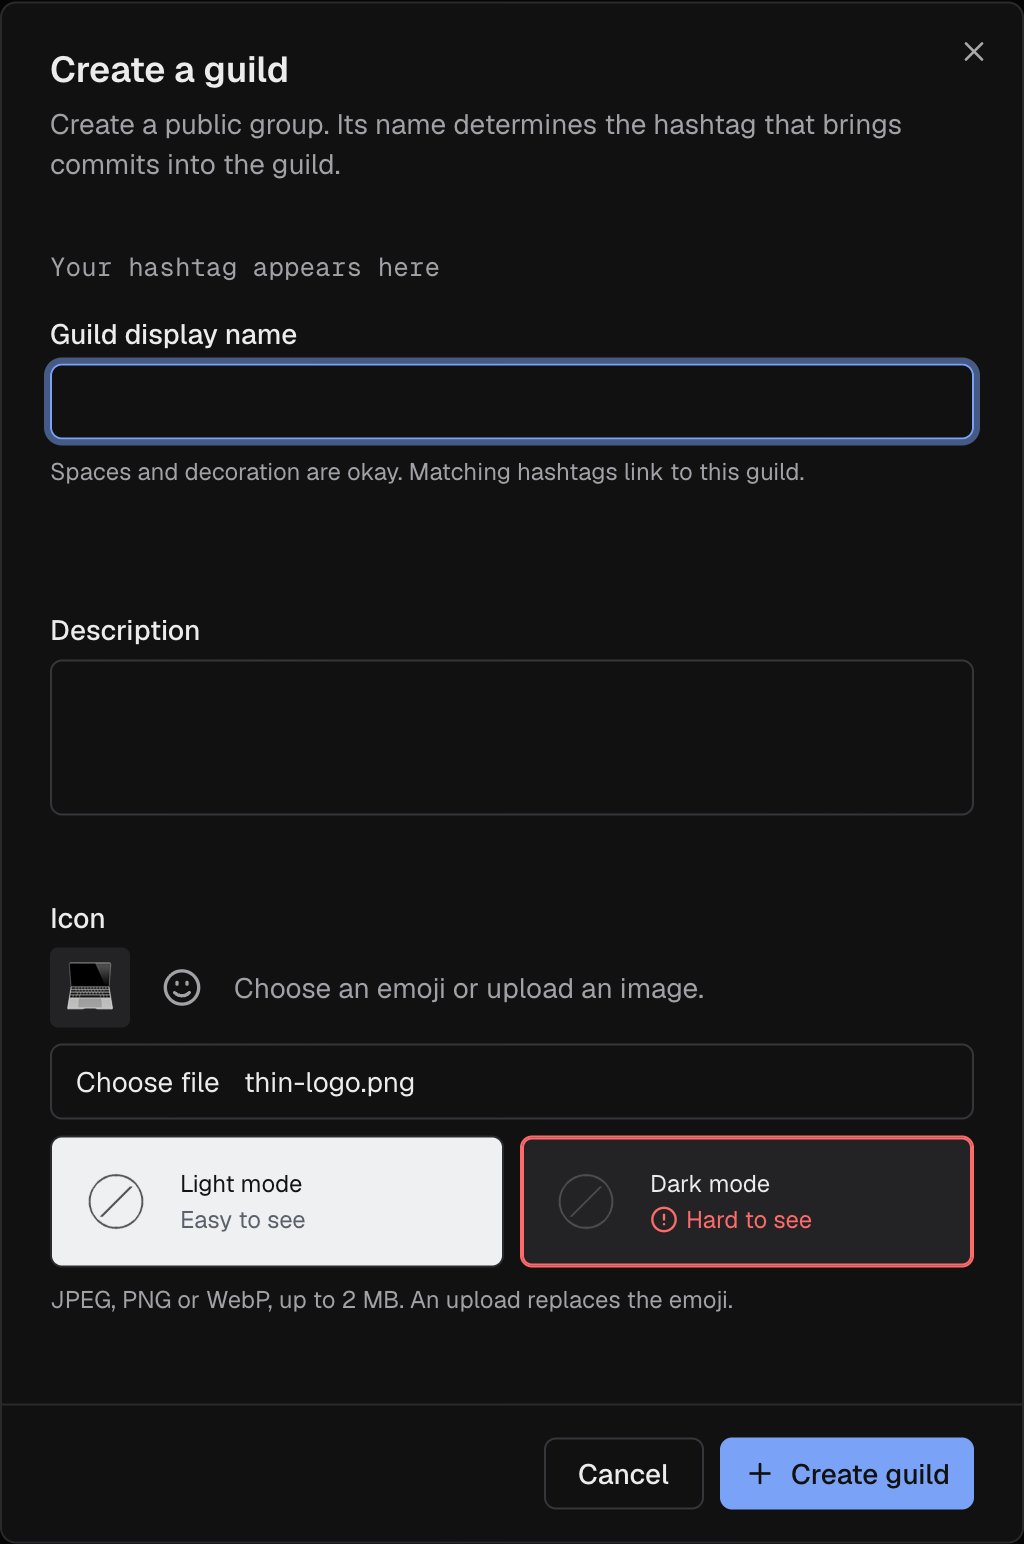 Create a guild
Create a public group. Its name determines the hashtag that brings
commits into the guild.
Your hashtag appears here
Guild display name
Spaces and decoration are okay. Matching hashtags link to this guild.
Description
Icon
Choose an emoji or upload an image.
Choose file thin-logo.png
Light mode
Easy to see
Dark mode
Hard to see
JPEG, PNG or WebP, up to 2 MB. An upload replaces the emoji.
Cancel
Create guild